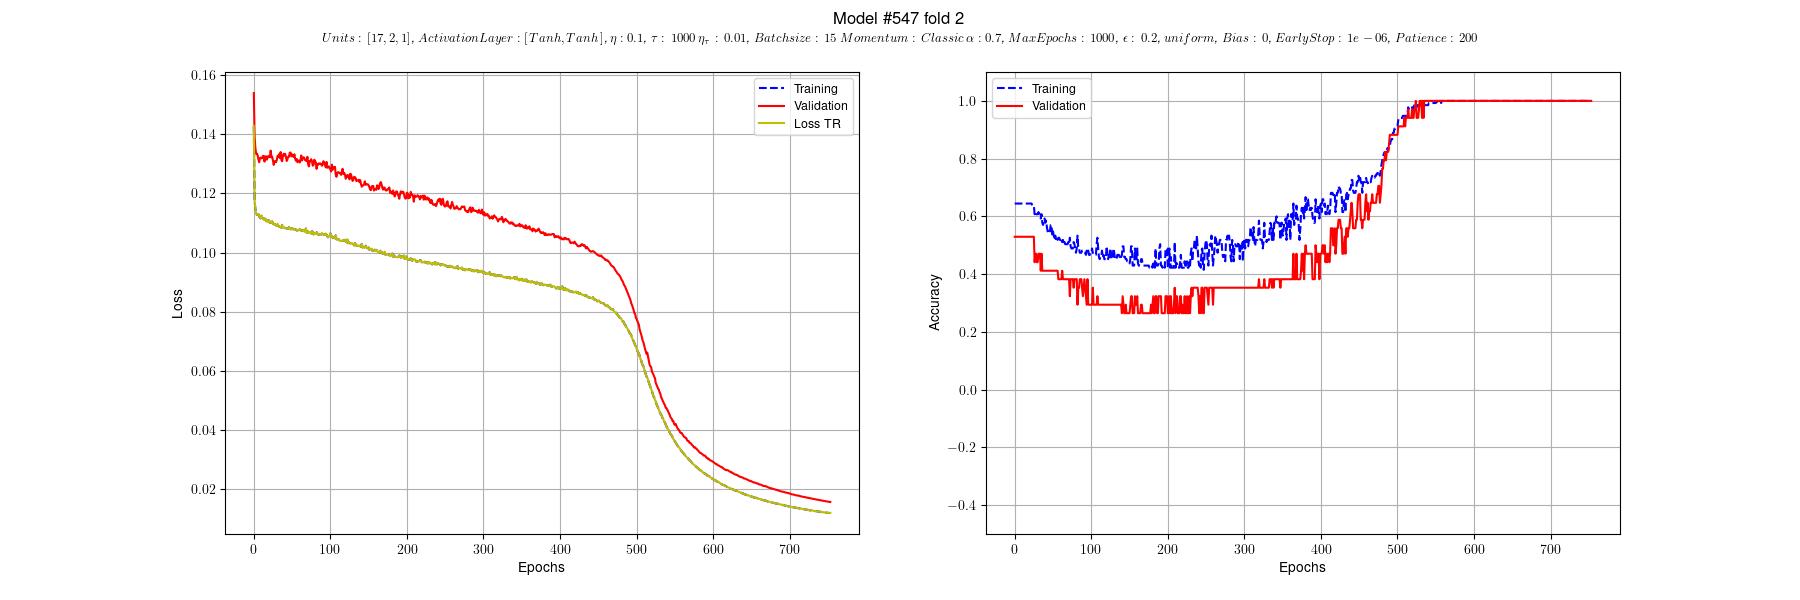 Model #547 fold 2
Units : [17, 2, 1], ActivationLayer : [Tanh, Tanh], η : 0.1, τ : 1000 ητ : 0.01, Batchsize : 15 Momentum : Classic α : 0.7, MaxEpochs : 1000, ϵ : 0.2, uniform, Bias : 0, EarlyStop : 1e − 06, Patience : 200
0.16
0.14
0.12
0.10
0.08
0.06
0.04
0.02
Loss
0 100 200 300 400 500 600 700
Epochs
Training
Validation
Loss TR
1.0
0.8
0.6
0.4
0.2
0.0
−0.2
−0.4
Accuracy
0 100 200 300 400 500 600 700
Epochs
Training
Validation